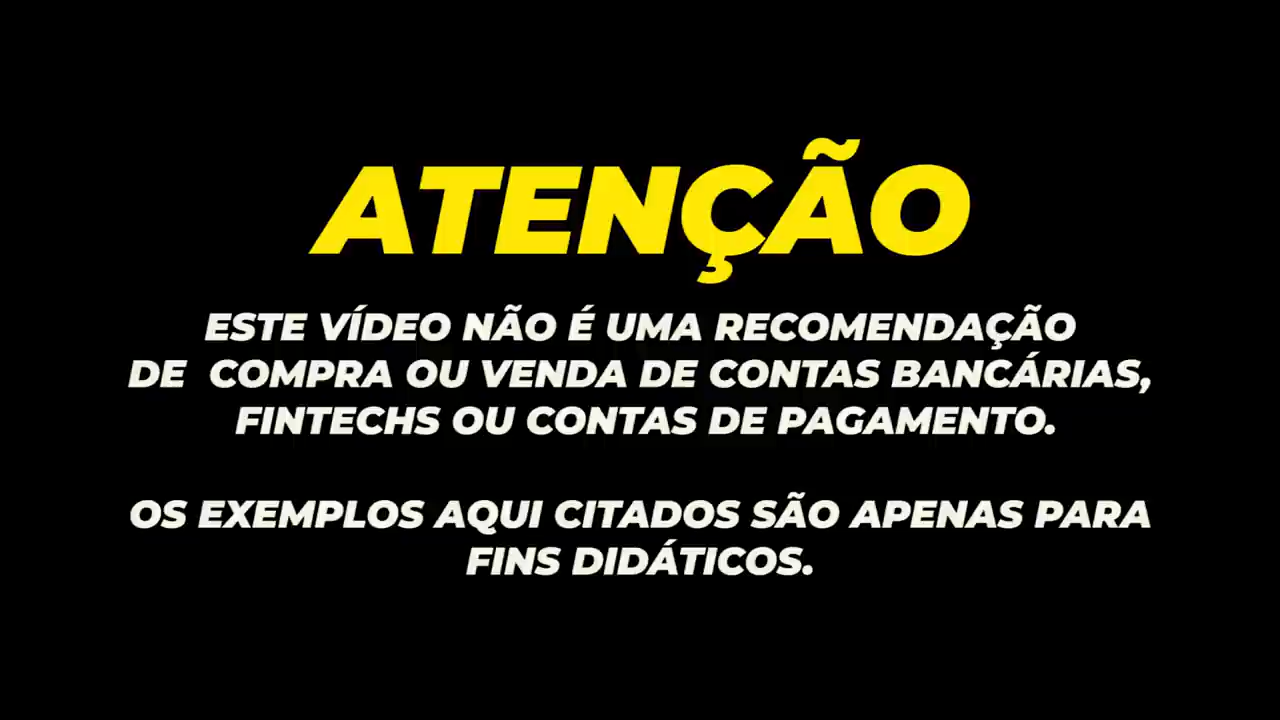 ATENÇÃO
ESTE VÍDEO NÃO É UMA RECOMENDAÇÃO
DE COMPRA OU VENDA DE CONTAS BANCÁRIAS,
FINTECHS OU CONTAS DE PAGAMENTO.
OS EXEMPLOS AQUI CITADOS SÃO APENAS PARA
FINS DIDÁTICOS.